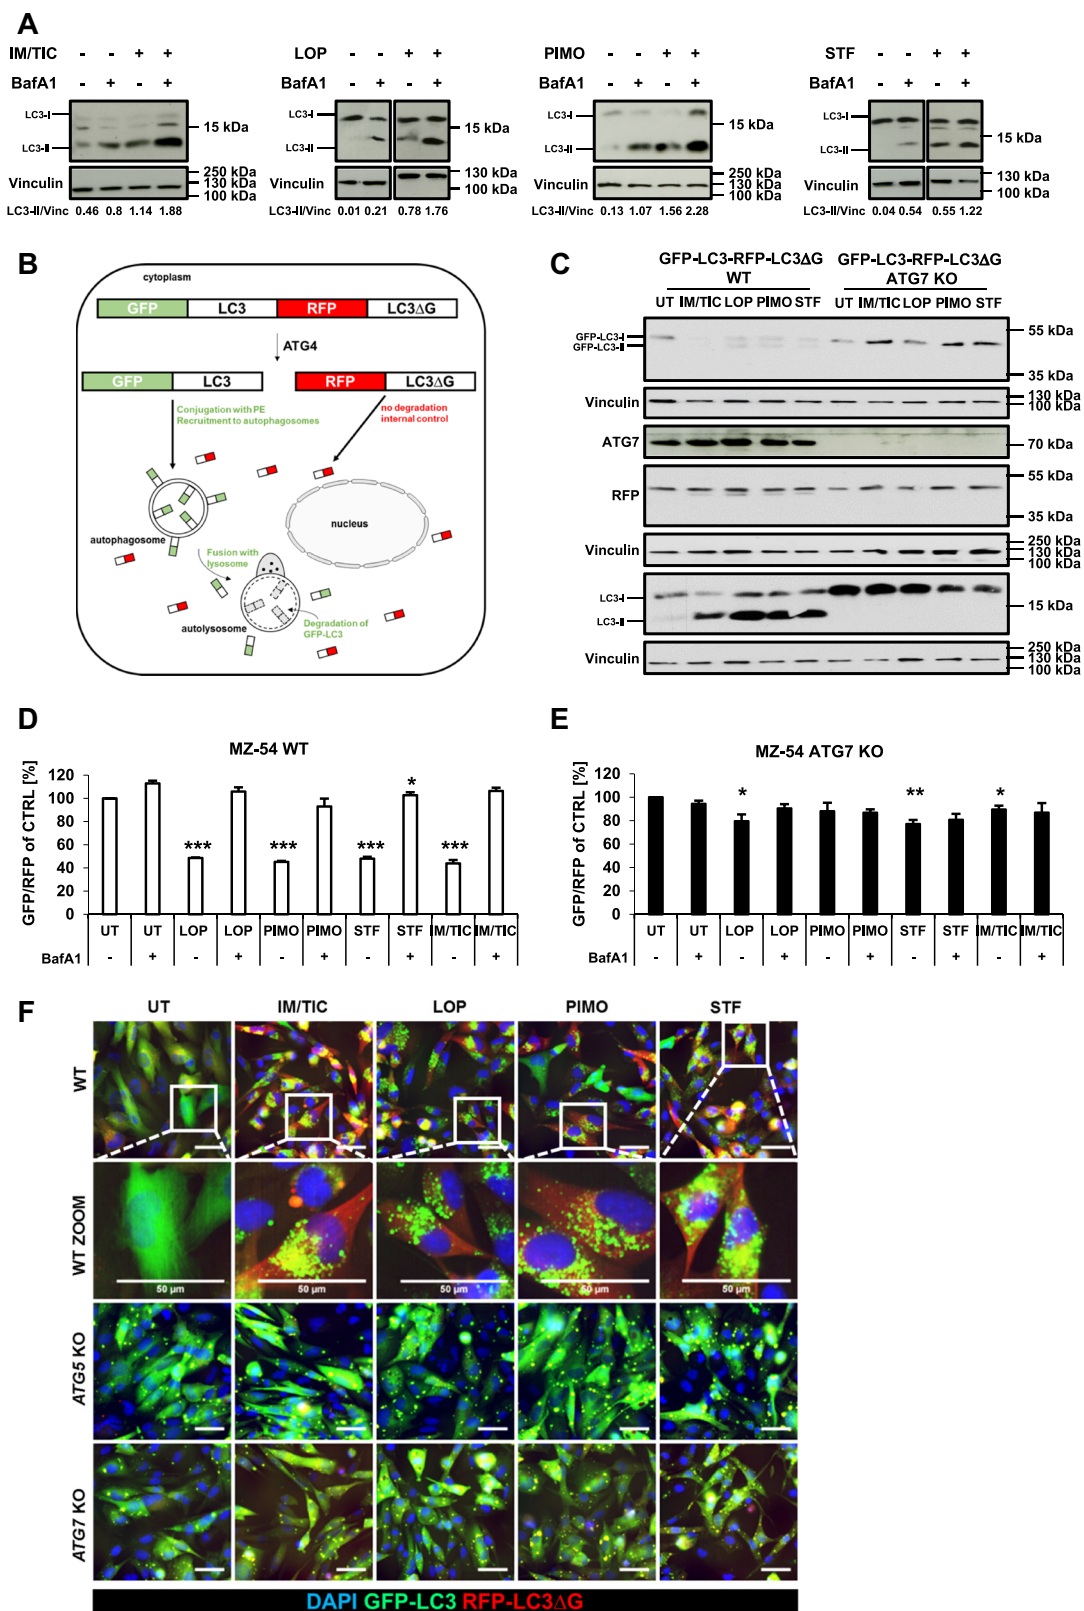 A
IM/TIC - - + +
BafA1 - + - +
LC3-I
LC3-II
15 kDa
Vinculin
250 kDa
130 kDa
100 kDa
LC3-II/Vinc 0.46 0.8 1.14 1.88
LOP - - + +
BafA1 - + - +
LC3-I
LC3-II
15 kDa
130 kDa
100 kDa
LC3-II/Vinc 0.01 0.21 0.78 1.76
PIMO - - + +
BafA1 - + - +
LC3-I
LC3-II
15 kDa
Vinculin
250 kDa
130 kDa
100 kDa
LC3-II/Vinc 0.13 1.07 1.56 2.28
STF - - + +
BafA1 - + - +
LC3-I
LC3-II
15 kDa
Vinculin
130 kDa
100 kDa
LC3-II/Vinc 0.04 0.54 0.55 1.22
B
cytoplasm
GFP LC3 RFP LC3ΔG
ATG4
GFP LC3 RFP LC3ΔG
Conjugation with PE
Recruitment to autophagosomes
no degradation
internal control
autophagosome
nucleus
Fusion with
lysosome
autolysosome
Degradation of
GFP-LC3
C
GFP-LC3-RFP-LC3ΔG
WT
GFP-LC3-RFP-LC3ΔG
ATG7 KO
UT IM/TIC LOP PIMO STF UT IM/TIC LOP PIMO STF
GFP-LC3-I
GFP-LC3-II
55 kDa
35 kDa
Vinculin
130 kDa
100 kDa
ATG7
70 kDa
RFP
55 kDa
35 kDa
Vinculin
250 kDa
130 kDa
100 kDa
LC3-I
LC3-II
15 kDa
Vinculin
250 kDa
130 kDa
100 kDa
D
MZ-54 WT
GFP/RFP of CTRL [%]
120
100
80
60
40
20
0
*** *** *** * ***
UT UT LOP LOP PIMO PIMO STF STF IM/TIC IM/TIC
BafA1 - + - + - + - + - +
E
MZ-54 ATG7 KO
GFP/RFP of CTRL [%]
120
100
80
60
40
20
0
* ** *
UT UT LOP LOP PIMO PIMO STF STF IM/TIC IM/TIC
BafA1 - + - + - + - + - +
F
UT IM/TIC LOP PIMO STF
WT
WT ZOOM
50 µm 50 µm 50 µm 50 µm 50 µm
ATG5 KO
ATG7 KO
DAPI GFP-LC3 RFP-LC3ΔG